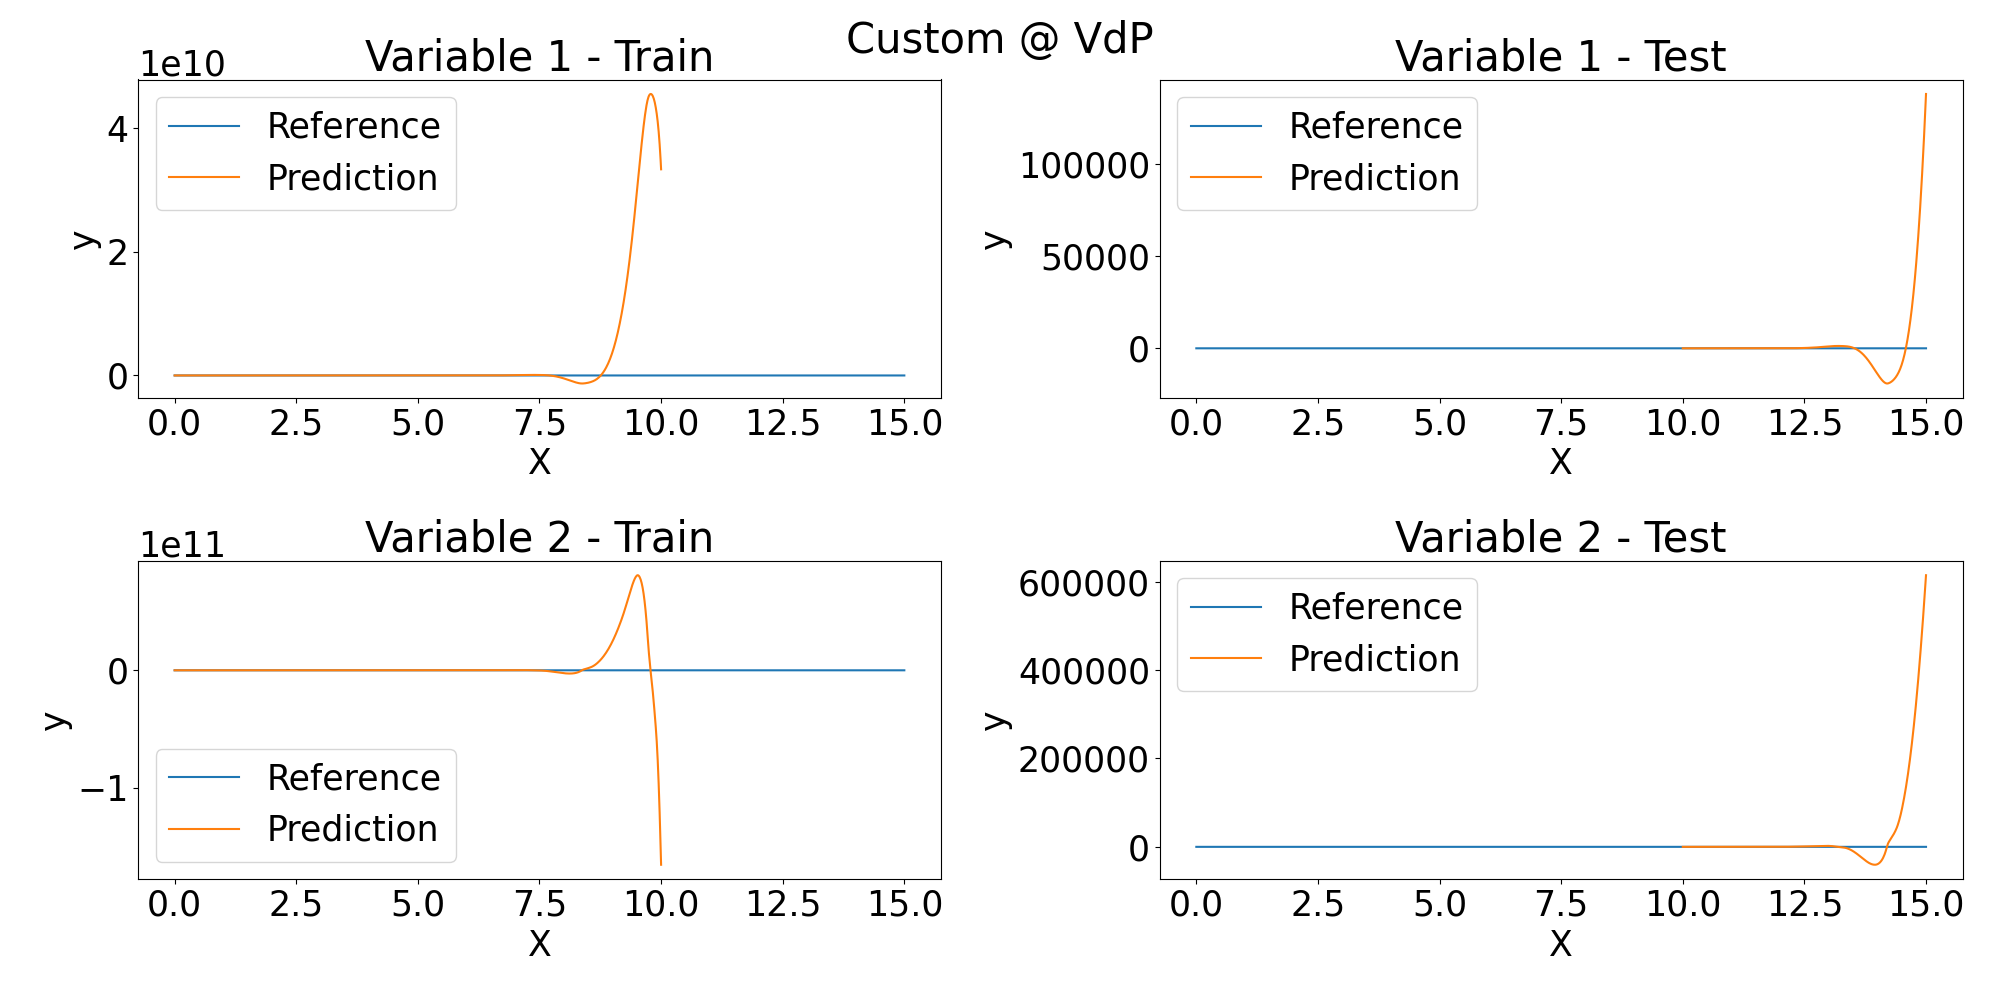 Custom @ VdP
Variable 1 - Train
1e10
4
2
0
y
Reference
Prediction
0.0 2.5 5.0 7.5 10.0 12.5 15.0
X
Variable 1 - Test
100000
50000
0
y
Reference
Prediction
0.0 2.5 5.0 7.5 10.0 12.5 15.0
X
Variable 2 - Train
1e11
0
−1
y
Reference
Prediction
0.0 2.5 5.0 7.5 10.0 12.5 15.0
X
Variable 2 - Test
600000
400000
200000
0
y
Reference
Prediction
0.0 2.5 5.0 7.5 10.0 12.5 15.0
X